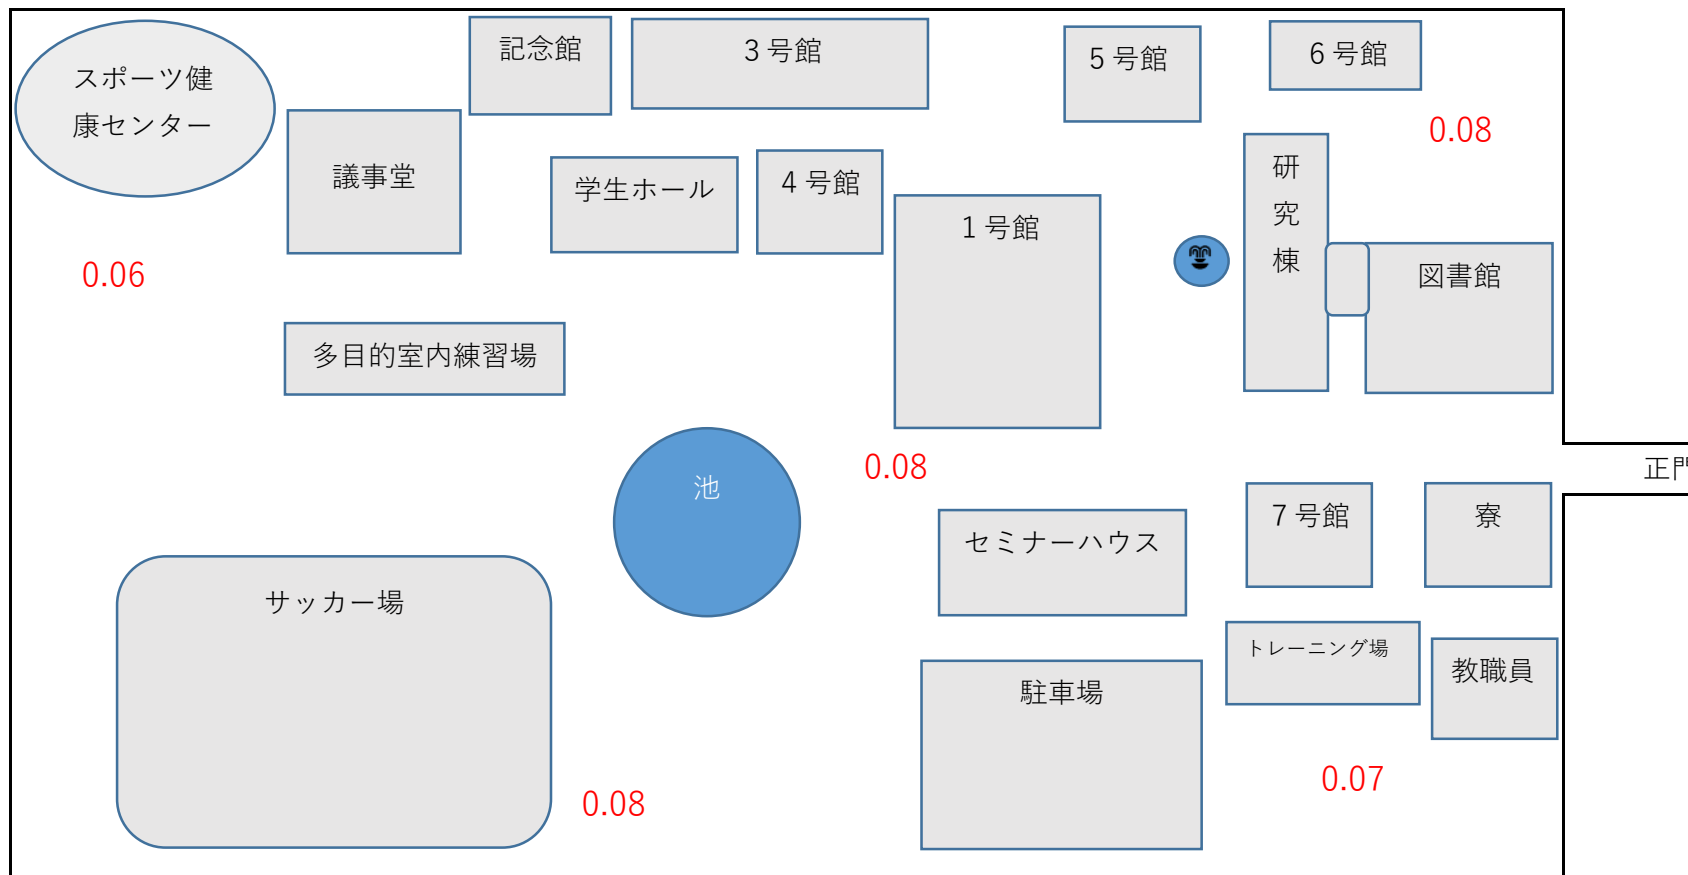 スポーツ健
康センター
記念館
3号館
5号館
6号館
0.08
議事堂
学生ホール
4号館
1号館
研
究
棟
図書館
0.06
多目的室内練習場
池
0.08
正門
セミナーハウス
7号館
寮
サッカー場
トレーニング場
教職員
駐車場
0.08
0.07